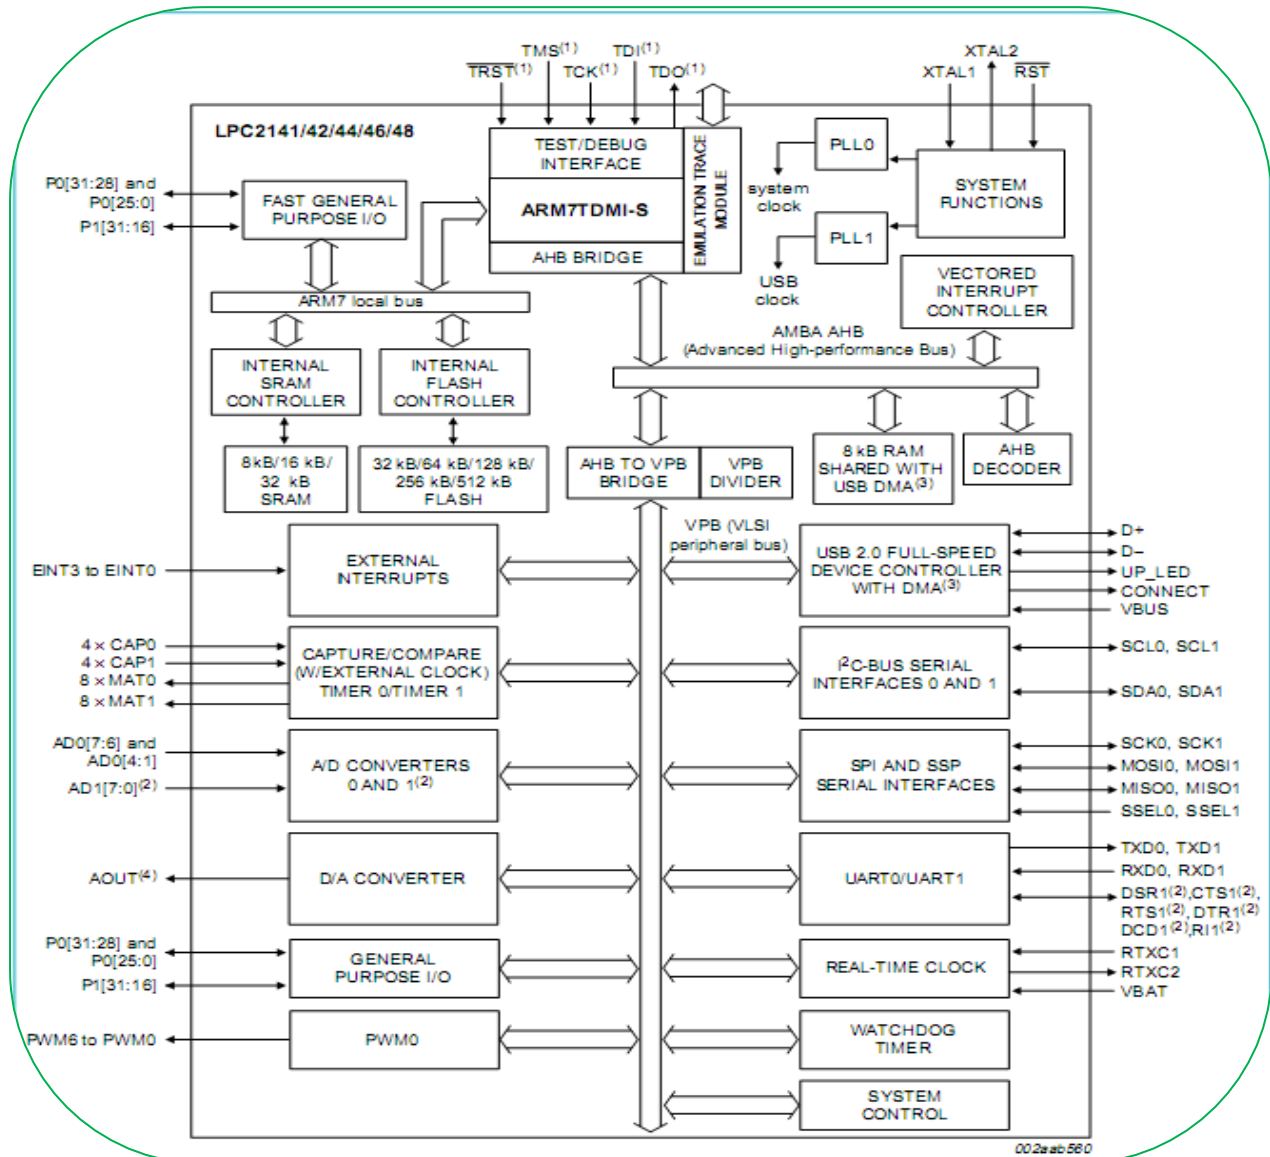 TMS(1)
TDI(1)
TRST(1)
TCK(1)
TDO(1)
XTAL2
XTAL1
RST
LPC2141/42/44/46/48
TEST/DEBUG
INTERFACE
ARM7TDMI-S
AHB BRIDGE
EMULATION TRACE
MODULE
PLL0
system
clock
PLL1
USB
clock
SYSTEM
FUNCTIONS
VECTORED
INTERRUPT
CONTROLLER
P0[31:28] and
P0[25:0]
P1[31:16]
FAST GENERAL
PURPOSE I/O
ARM7 local bus
AMBA AHB
(Advanced High-performance Bus)
INTERNAL
SRAM
CONTROLLER
INTERNAL
FLASH
CONTROLLER
8 kB/16 kB/
32 kB
SRAM
32 kB/64 kB/128 kB/
256 kB/512 kB
FLASH
AHB TO VPB
BRIDGE
VPB
DIVIDER
8 kB RAM
SHARED WITH
USB DMA(3)
AHB
DECODER
VPB (VLSI
peripheral bus)
EINT3 to EINT0
EXTERNAL
INTERRUPTS
USB 2.0 FULL-SPEED
DEVICE CONTROLLER
WITH DMA(3)
D+
D−
UP_LED
CONNECT
VBUS
4 × CAP0
4 × CAP1
8 × MAT0
8 × MAT1
CAPTURE/COMPARE
(W/EXTERNAL CLOCK)
TIMER 0/TIMER 1
I2C-BUS SERIAL
INTERFACES 0 AND 1
SCL0, SCL1
SDA0, SDA1
AD0[7:6] and
AD0[4:1]
AD1[7:0](2)
A/D CONVERTERS
0 AND 1(2)
SPI AND SSP
SERIAL INTERFACES
SCK0, SCK1
MOSI0, MOSI1
MISO0, MISO1
SSEL0, SSEL1
AOUT(4)
D/A CONVERTER
UART0/UART1
TXD0, TXD1
RXD0, RXD1
DSR1(2),CTS1(2),
RTS1(2), DTR1(2)
DCD1(2),RI1(2)
P0[31:28] and
P0[25:0]
P1[31:16]
GENERAL
PURPOSE I/O
REAL-TIME CLOCK
RTXC1
RTXC2
VBAT
PWM6 to PWM0
PWM0
WATCHDOG
TIMER
SYSTEM
CONTROL
002aab560